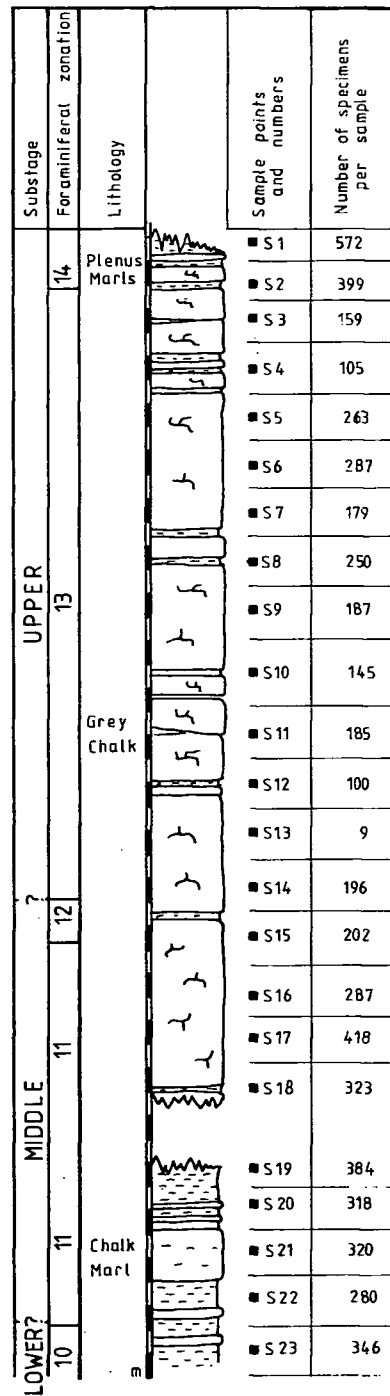 Substage
Foraminiferal zonation
Lithology
Sample points
and numbers
Number of specimens
per sample
UPPER
MIDDLE
LOWER?
?
14
13
12
11
11
10
Plenus
Marls
Grey
Chalk
Chalk
Marl
m
S 1 572
S 2 399
S 3 159
S 4 105
S 5 263
S 6 287
S 7 179
S 8 250
S 9 187
S 10 145
S 11 185
S 12 100
S 13 9
S 14 196
S 15 202
S 16 287
S 17 418
S 18 323
S 19 384
S 20 318
S 21 320
S 22 280
S 23 346